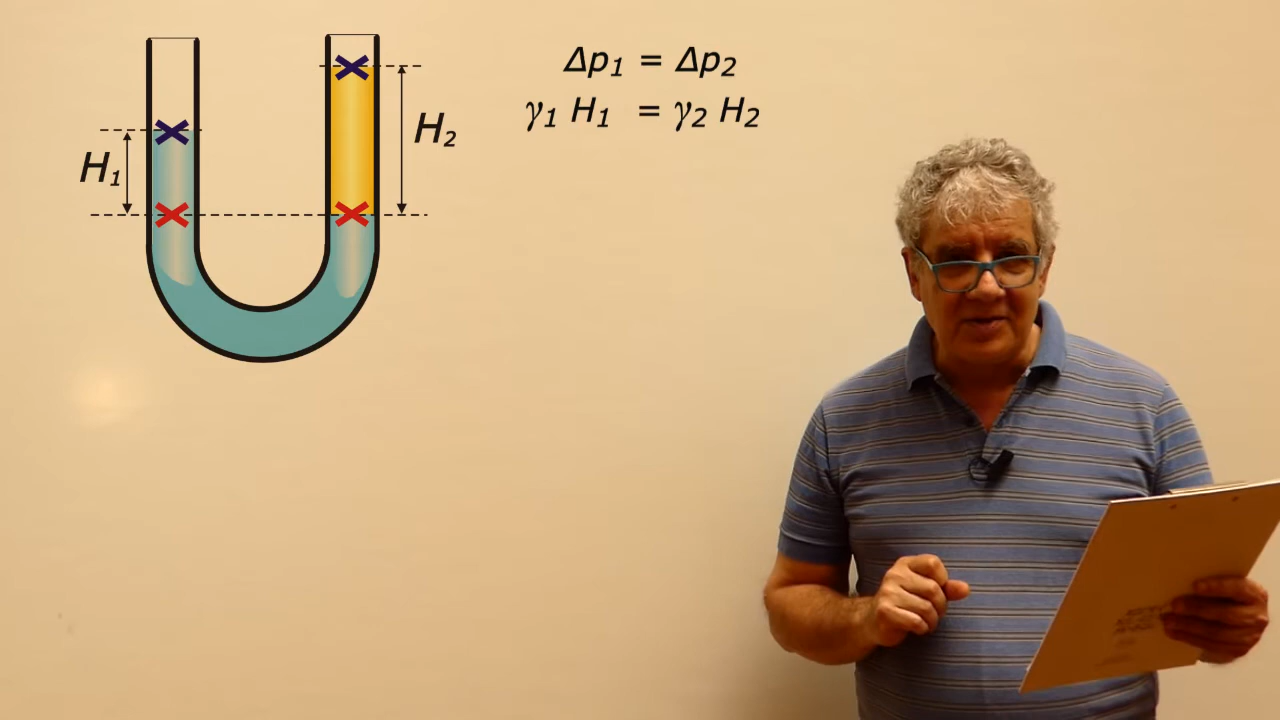 Δp₁ = Δp₂
γ₁ H₁ = γ₂ H₂
H₁
H₂